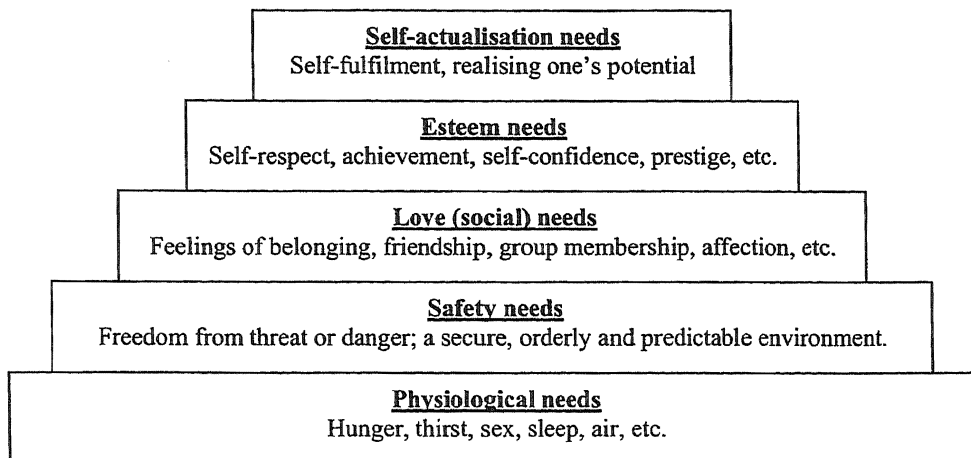 Self-actualisation needs
Self-fulfilment, realising one's potential
Esteem needs
Self-respect, achievement, self-confidence, prestige, etc.
Love (social) needs
Feelings of belonging, friendship, group membership, affection, etc.
Safety needs
Freedom from threat or danger; a secure, orderly and predictable environment.
Physiological needs
Hunger, thirst, sex, sleep, air, etc.